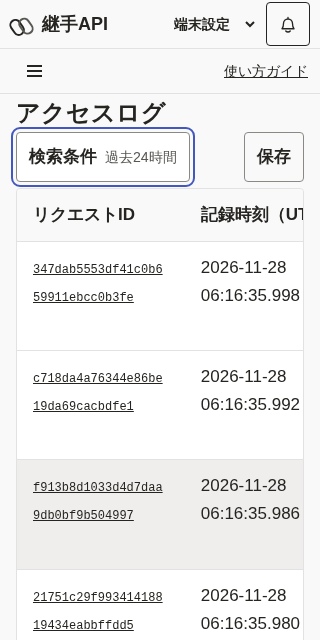 継手API
端末設定
使い方ガイド
アクセスログ
検索条件 過去24時間
保存
リクエストID
記録時刻（UT
347dab5553df41c0b6
59911ebcc0b3fe
2026-11-28
06:16:35.998
c718da4a76344e86be
19da69cacbdfe1
2026-11-28
06:16:35.992
f913b8d1033d4d7daa
9db0bf9b504997
2026-11-28
06:16:35.986
21751c29f993414188
19434eabbffdd5
2026-11-28
06:16:35.980